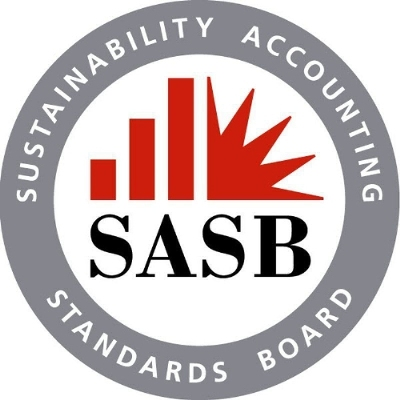 SUSTAINABILITY ACCOUNTING
SASB
STANDARDS BOARD